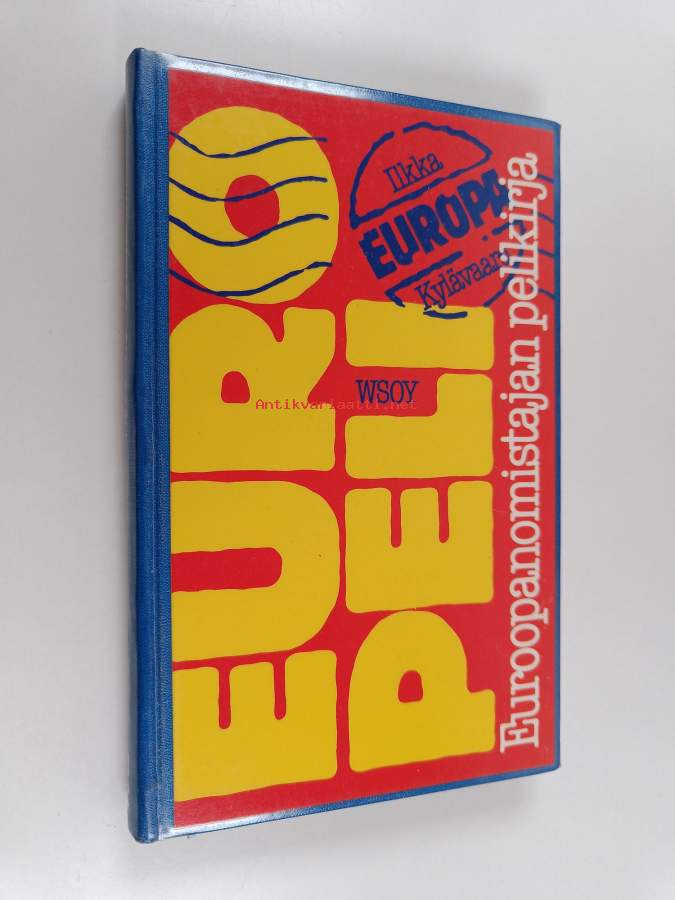 EURO
PELI
Euroopanomistajan pelikirja
Ilkka
EUROPA
Kylävaara
WSOY
Antikvariaatti.net